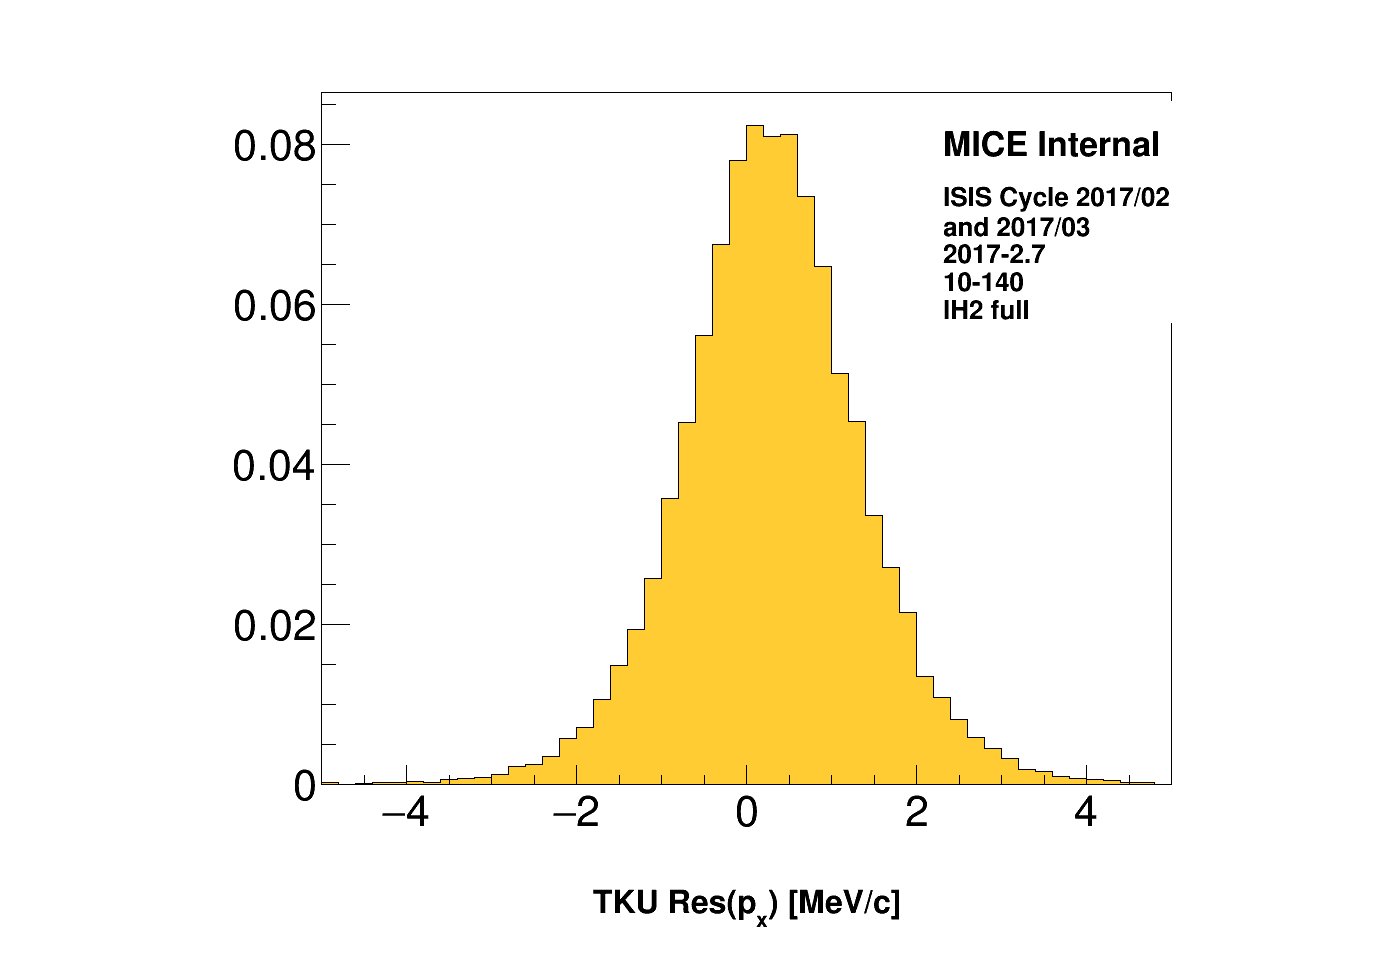 MICE Internal
ISIS Cycle 2017/02
and 2017/03
2017-2.7
10-140
lH2 full
0.08
0.06
0.04
0.02
0
−4 −2 0 2 4
TKU Res(px) [MeV/c]